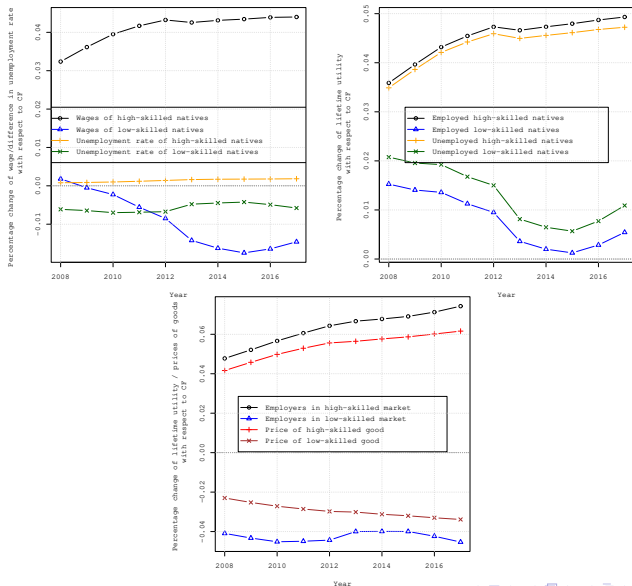 Percentage change of wage/difference in unemployment rate
with respect to CF
0.04
0.03
0.02
0.01
0.00
−0.01
Wages of high-skilled natives
Wages of low-skilled natives
Unemployment rate of high-skilled natives
Unemployment rate of low-skilled natives
2008 2010 2012 2014 2016
Year
Percentage change of lifetime utility
with respect to CF
0.05
0.04
0.03
0.02
0.01
0.00
Employed high-skilled natives
Employed low-skilled natives
Unemployed high-skilled natives
Unemployed low-skilled natives
2008 2010 2012 2014 2016
Year
Percentage change of lifetime utility / prices of goods
with respect to CF
0.06
0.04
0.02
0.00
−0.02
−0.04
Employers in high-skilled market
Employers in low-skilled market
Price of high-skilled good
Price of low-skilled good
2008 2010 2012 2014 2016
Year